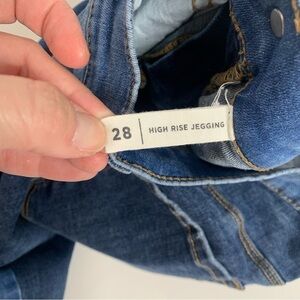 28 | HIGH RISE JEGGING